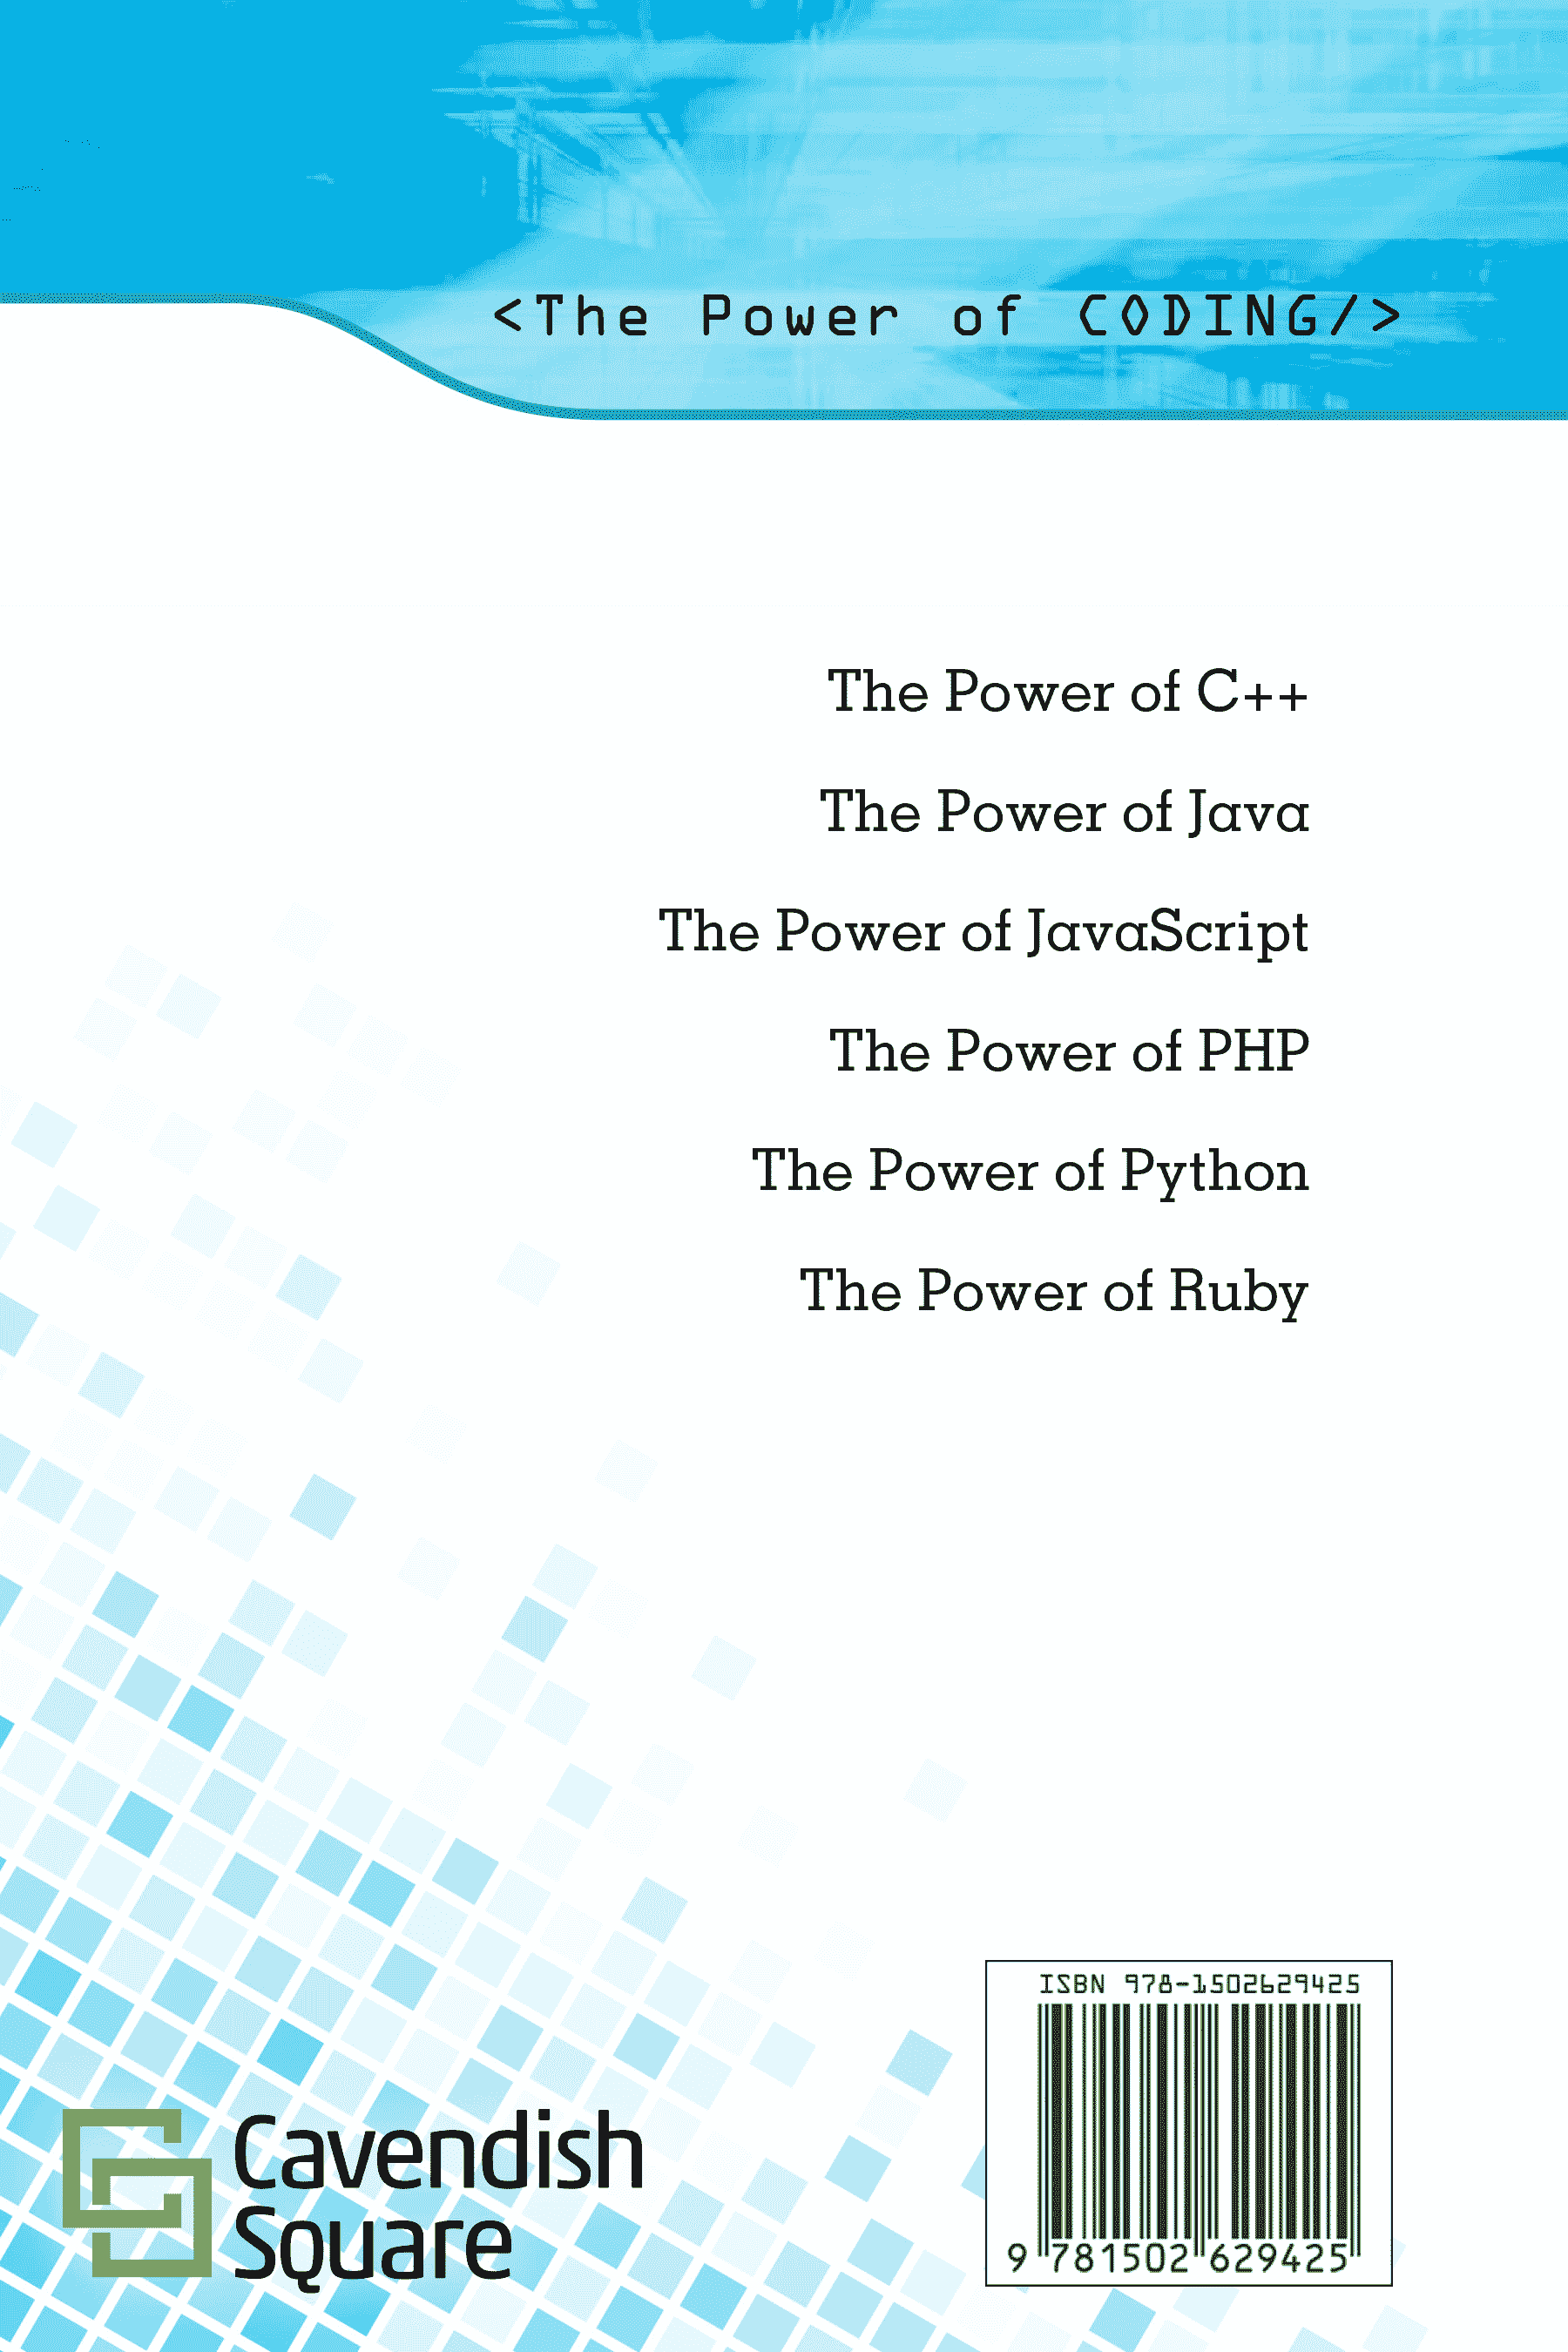 <The Power of CODING/>
The Power of C++
The Power of Java
The Power of JavaScript
The Power of PHP
The Power of Python
The Power of Ruby
Cavendish
Square
ISBN 978-1502629425
9 781502 629425